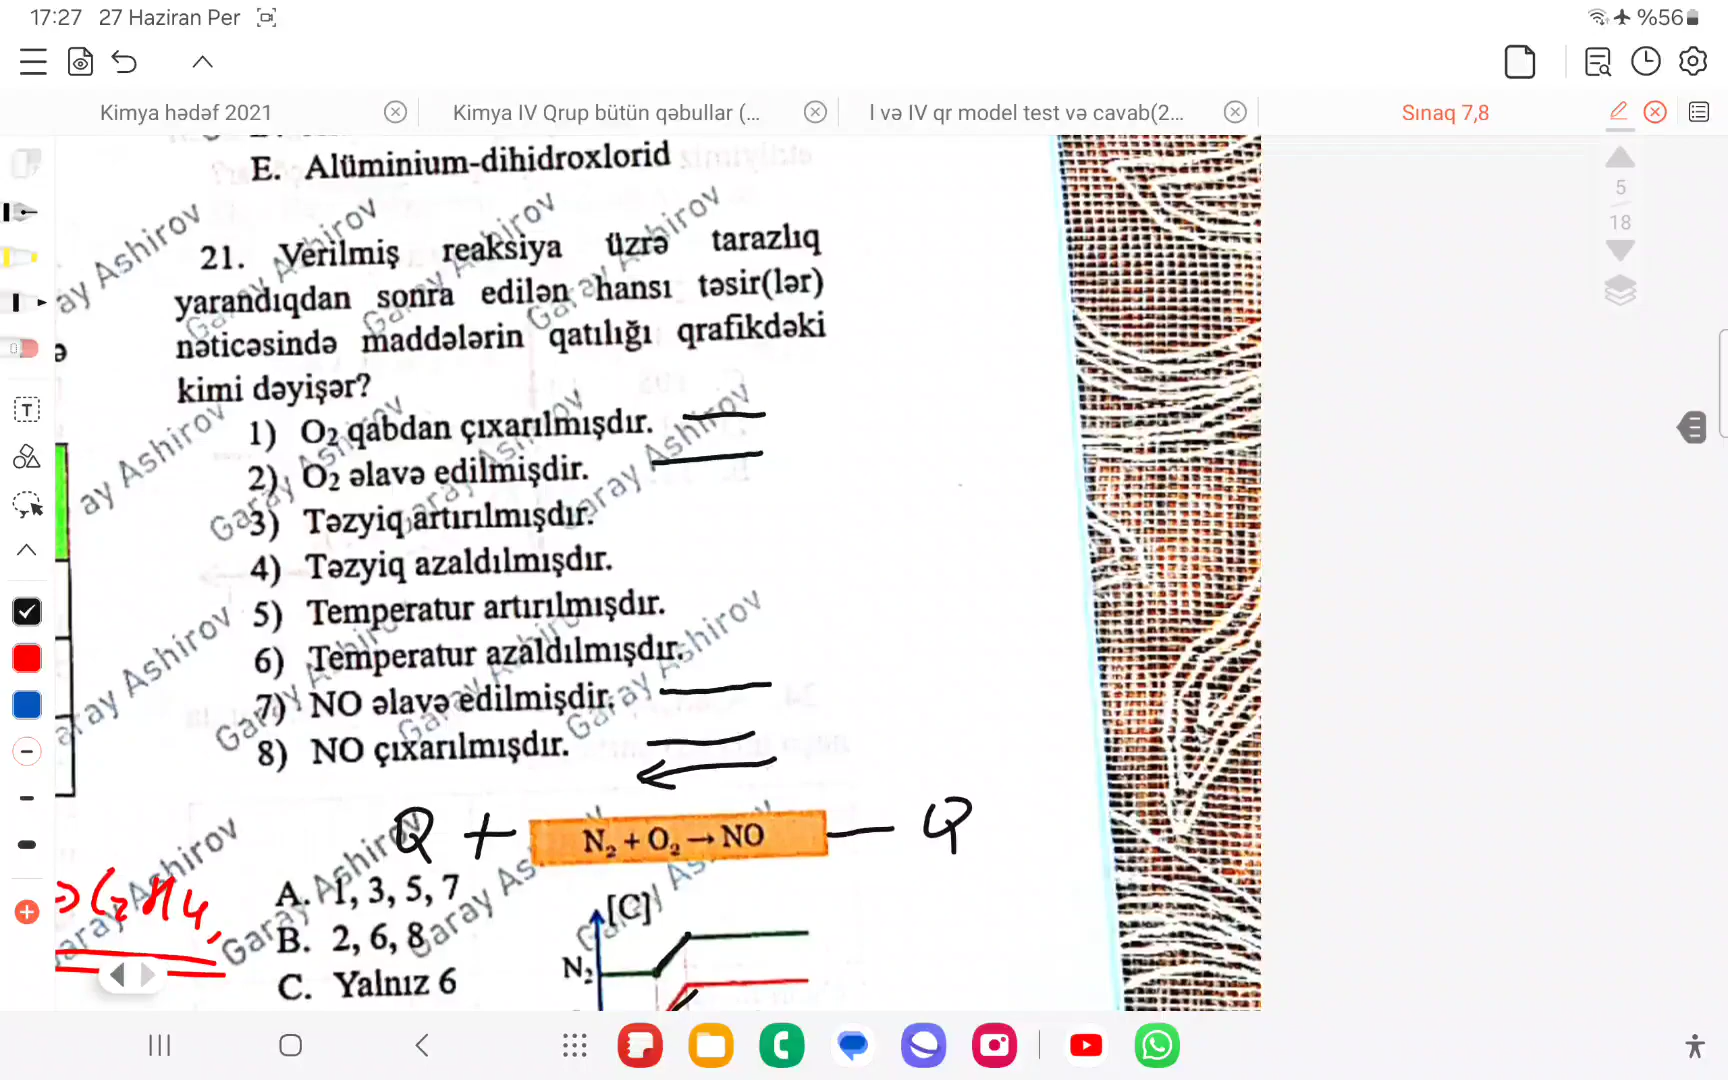 17:27 27 Haziran Per
%56
Kimya hədəf 2021
Kimya IV Qrup bütün qəbullar (...
I və IV qr model test və cavab(2...
Sınaq 7,8
5
18
E. Alüminium-dihidroxlorid
21. Verilmiş reaksiya üzrə tarazlıq
yarandıqdan sonra edilən hansı təsir(lər)
nəticəsində maddələrin qatılığı qrafikdəki
kimi dəyişər?
1) O₂ qabdan çıxarılmışdır.
2) O₂ əlavə edilmişdir.
3) Təzyiq artırılmışdır.
4) Təzyiq azaldılmışdır.
5) Temperatur artırılmışdır.
6) Temperatur azaldılmışdır.
7) NO əlavə edilmişdir.
8) NO çıxarılmışdır.
Q + N₂ + O₂ → NO — Q
A. 1, 3, 5, 7
B. 2, 6, 8
C. Yalnız 6
[C]
N₂
C₂H₄,
Garay Ashirov